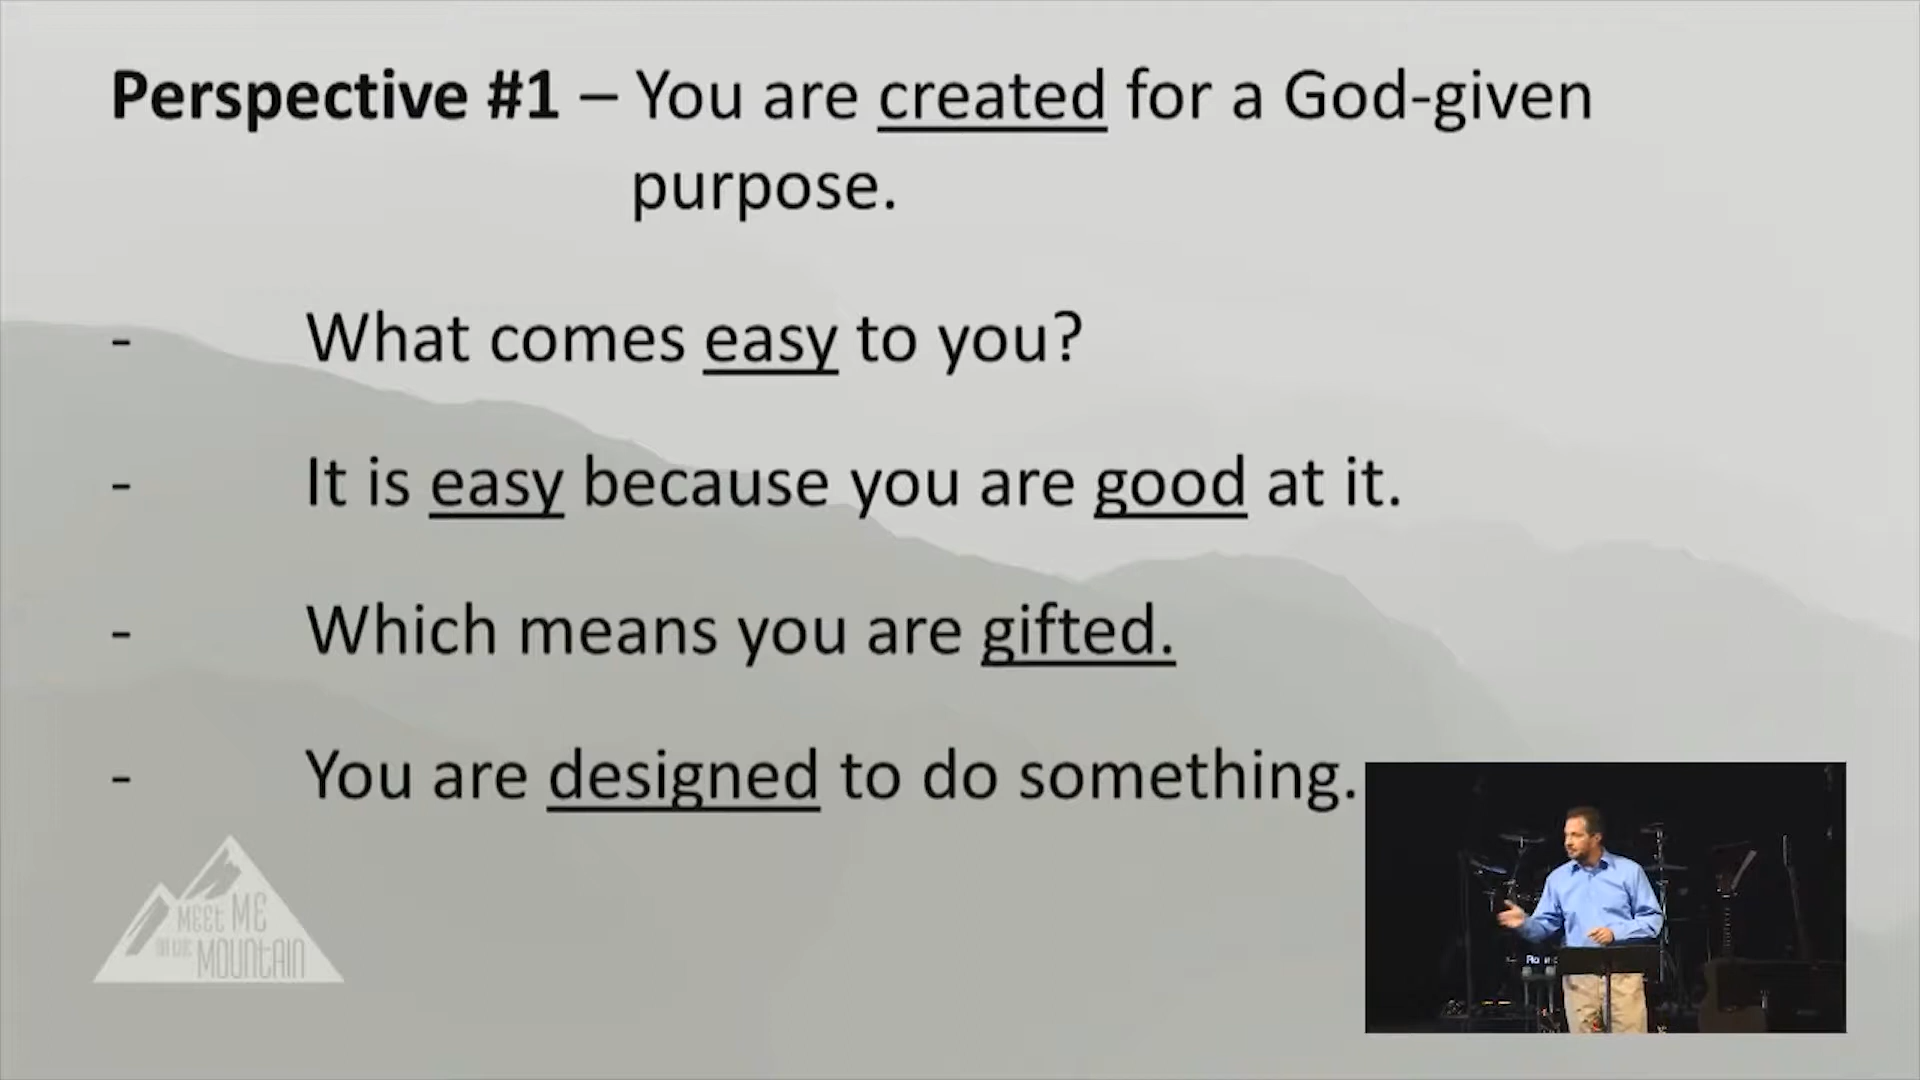 Perspective #1 – You are created for a God-given
purpose.
- What comes easy to you?
- It is easy because you are good at it.
- Which means you are gifted.
- You are designed to do something.
MEET ME
ON THE MOUNTAIN